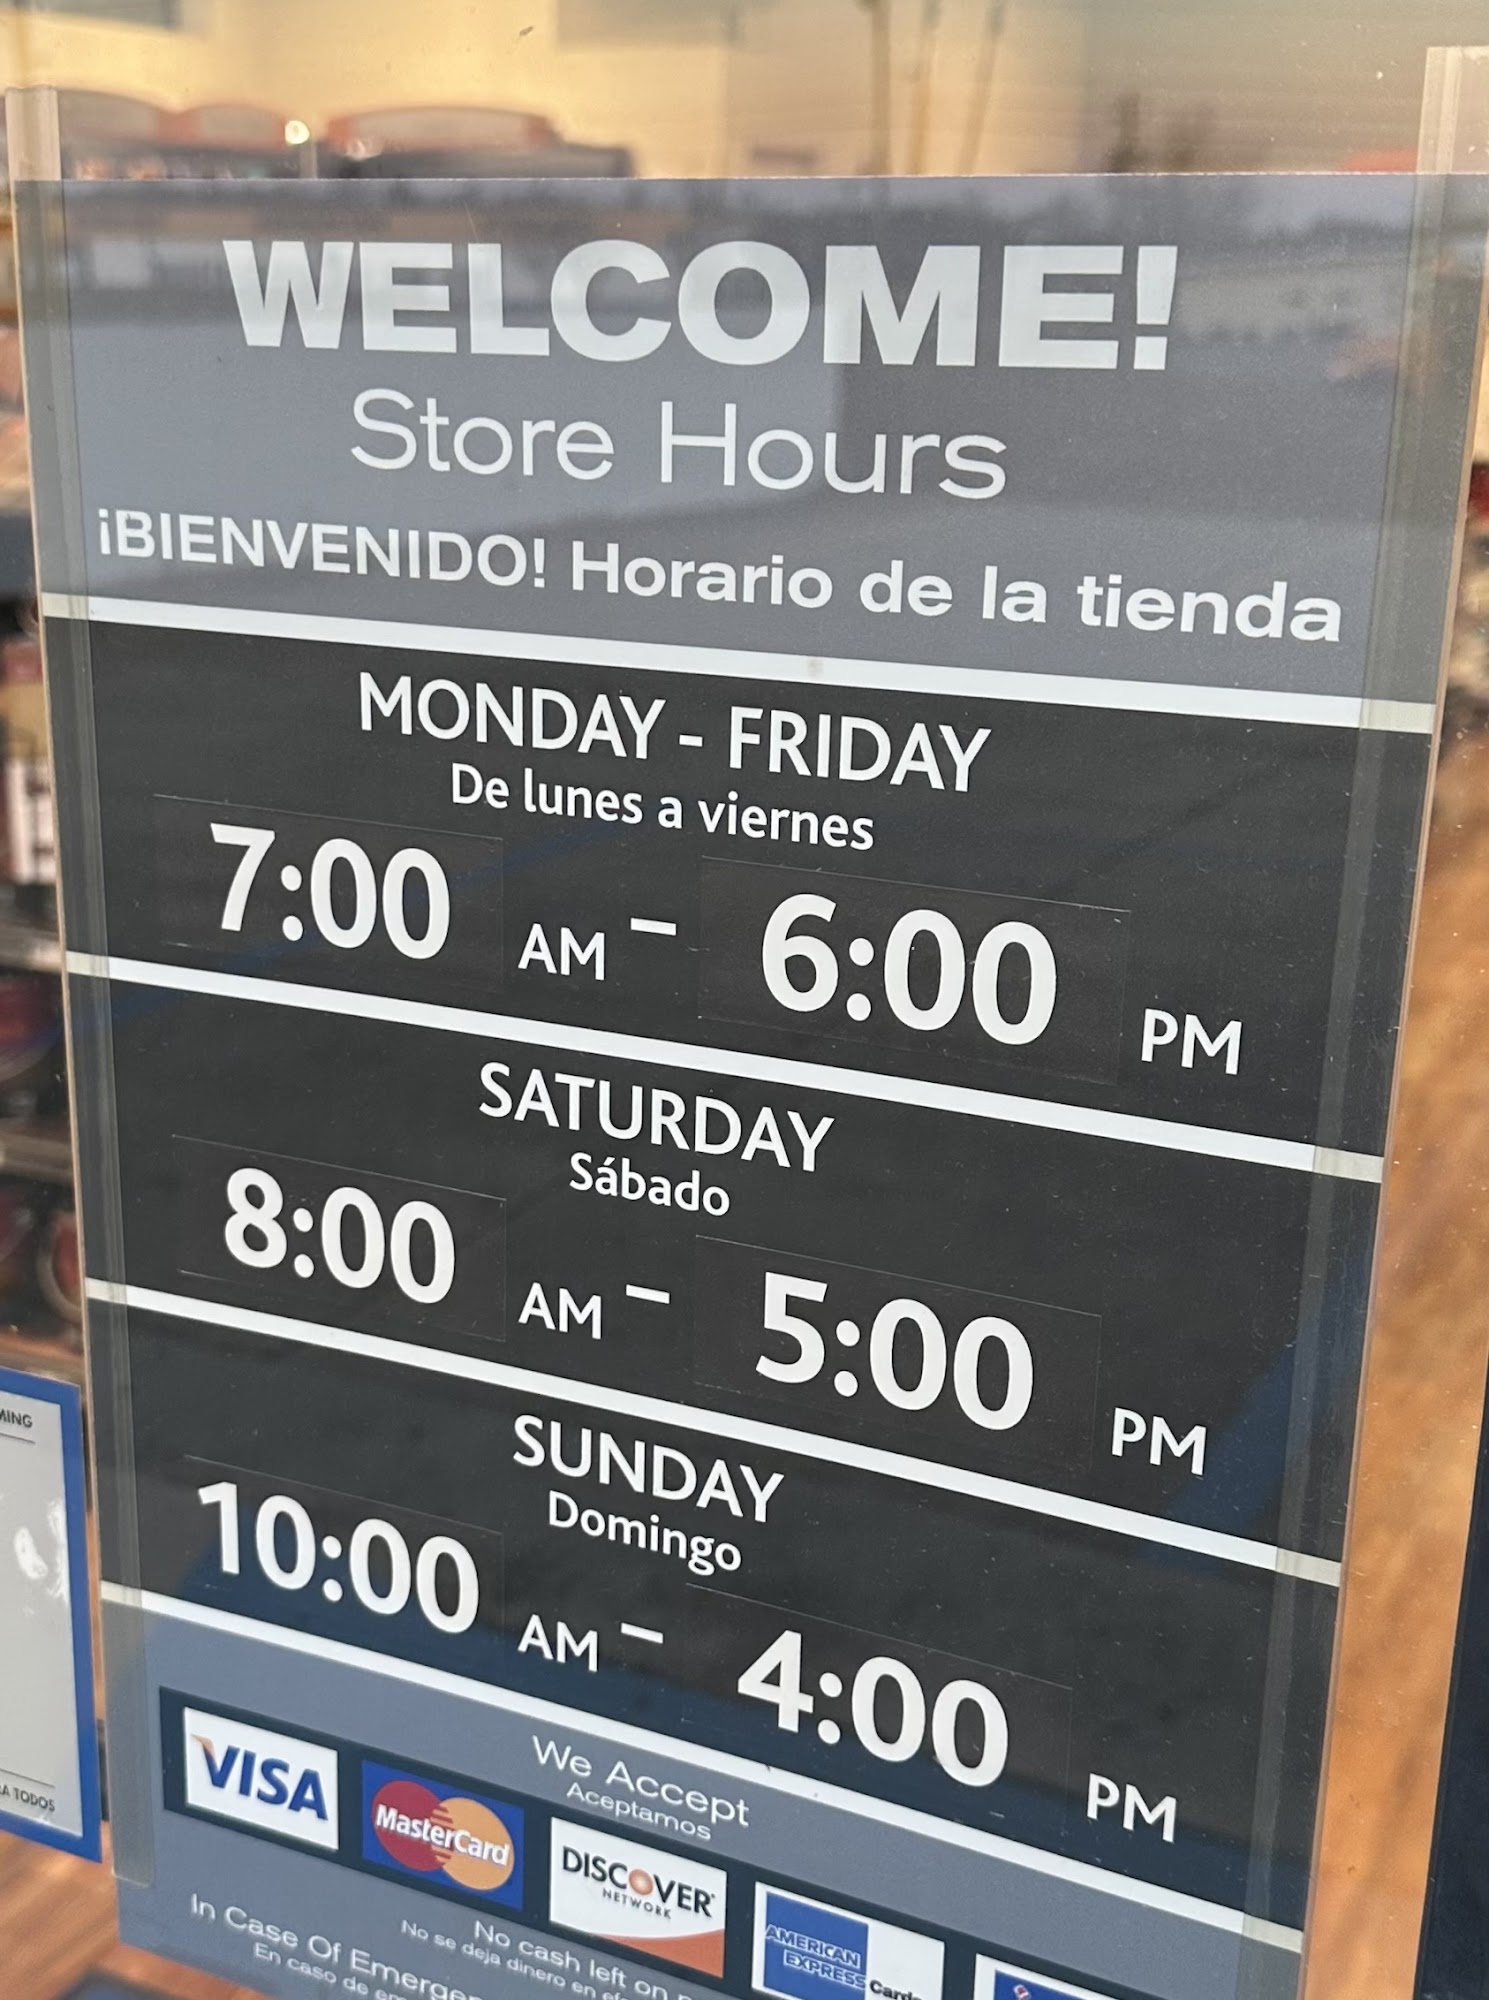 WELCOME!
Store Hours
¡BIENVENIDO! Horario de la tienda
MONDAY - FRIDAY
De lunes a viernes
7:00 AM – 6:00 PM
SATURDAY
Sábado
8:00 AM – 5:00 PM
SUNDAY
Domingo
10:00 AM – 4:00 PM
We Accept
Aceptamos
VISA
MasterCard
DISCOVER
NETWORK
AMERICAN
EXPRESS
Cards
No cash left on
No se deja dinero en
In Case Of
En caso de
TODOS